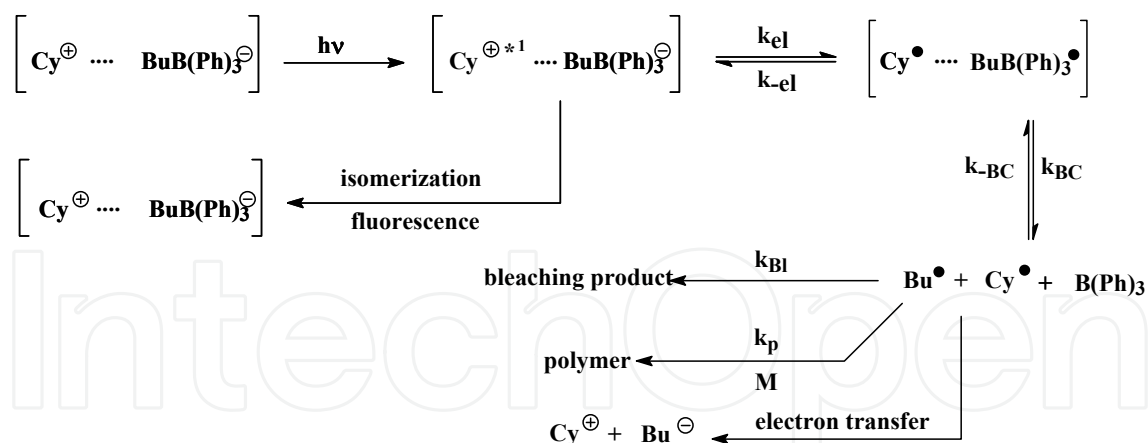 [Cy⊕ ···· BuB(Ph)3⊖] hν [Cy⊕*1 ···· BuB(Ph)3⊖] kel k-el [Cy● ···· BuB(Ph)3●]
k-BC kBC
isomerization
[Cy⊕ ···· BuB(Ph)3⊖]
fluorescence
kBl
bleaching product Bu● + Cy● + B(Ph)3
kp
polymer
M
electron transfer
Cy⊕ + Bu⊖
IntechOpen